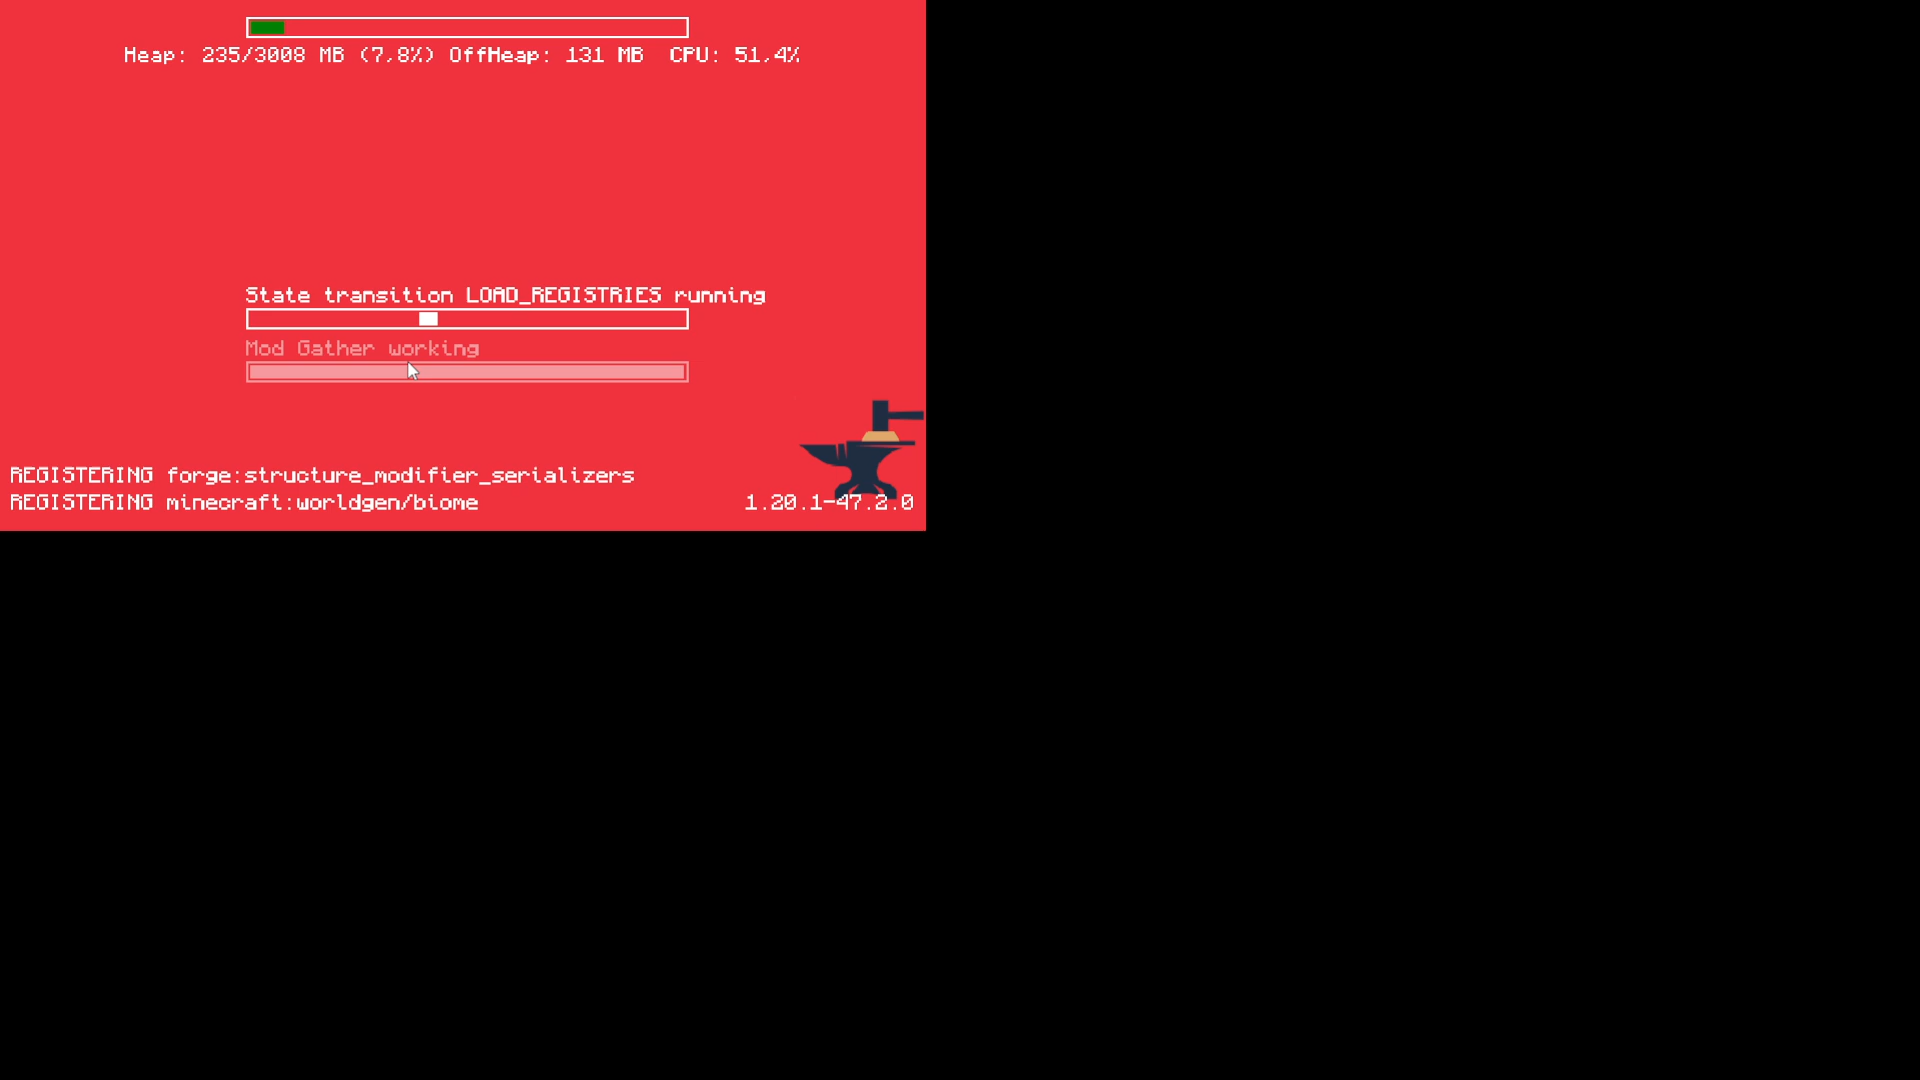 Heap: 235/3008 MB (7,8%) OffHeap: 131 MB  CPU: 51,4%
State transition LOAD_REGISTRIES running
Mod Gather working
REGISTERING forge:structure_modifier_serializers
REGISTERING minecraft:worldgen/biome
1.20.1-47.2.0